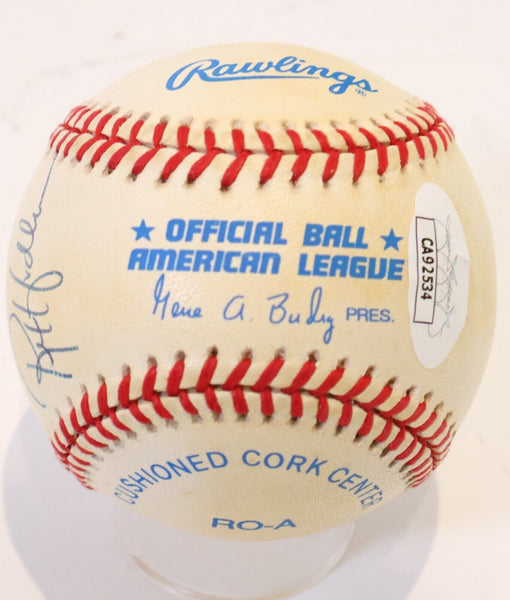 Rawlings®
★ OFFICIAL BALL ★
AMERICAN LEAGUE
Gene A. Budig PRES.
CUSHIONED CORK CENTER
RO-A
CA92534